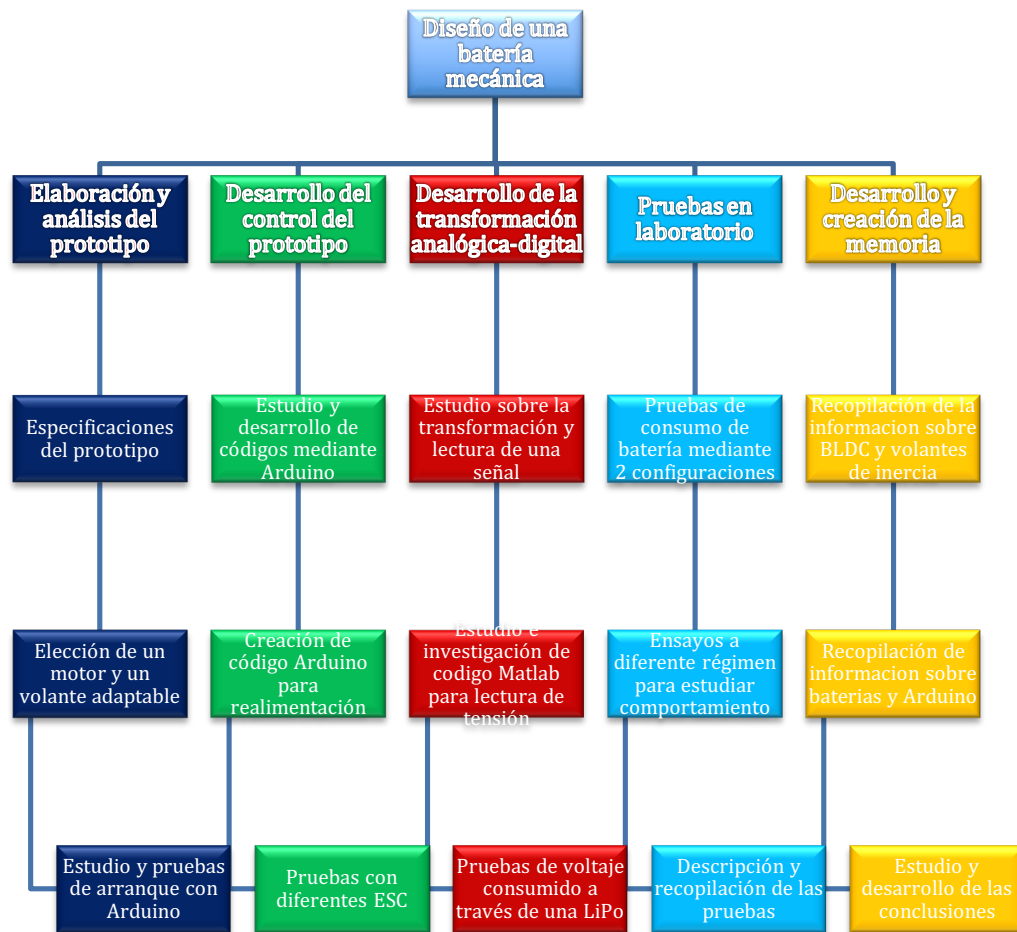 Diseño de una
batería
mecánica
Elaboración y
análisis del
prototipo
Desarrollo del
control del
prototipo
Desarrollo de la
transformación
analógica-digital
Pruebas en
laboratorio
Desarrollo y
creación de la
memoria
Especificaciones
del prototipo
Estudio y
desarrollo de
códigos mediante
Arduino
Estudio sobre la
transformación y
lectura de una
señal
Pruebas de
consumo de
batería mediante
2 configuraciones
Recopilación de la
informacion sobre
BLDC y volantes
de inercia
Elección de un
motor y un
volante adaptable
Creación de
código Arduino
para
realimentación
Estudio e
investigación de
codigo Matlab
para lectura de
tensión
Ensayos a
diferente régimen
para estudiar
comportamiento
Recopilación de
informacion sobre
baterias y Arduino
Estudio y pruebas
de arranque con
Arduino
Pruebas con
diferentes ESC
Pruebas de voltaje
consumido a
través de una LiPo
Descripción y
recopilación de las
pruebas
Estudio y
desarrollo de las
conclusiones